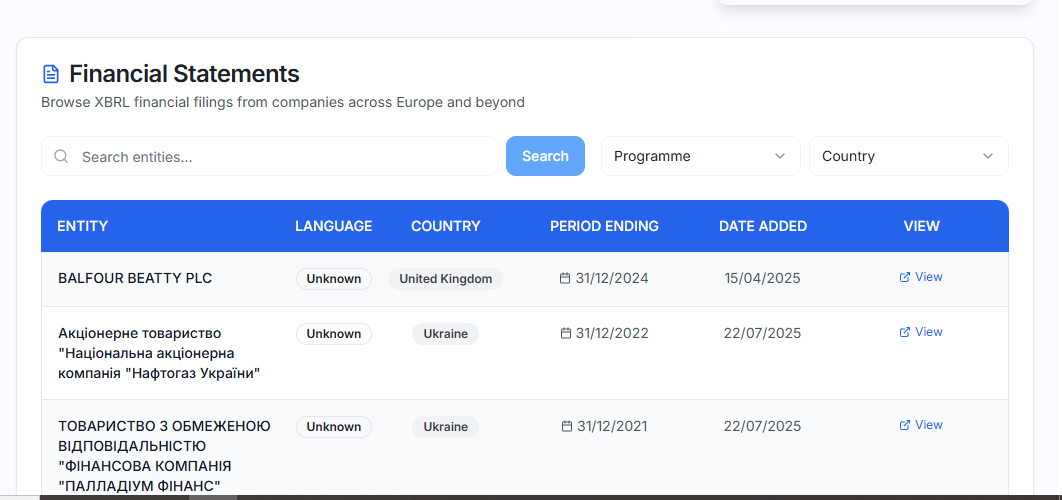 Financial Statements
Browse XBRL financial filings from companies across Europe and beyond
Search entities...
Search
Programme
Country
ENTITY LANGUAGE COUNTRY PERIOD ENDING DATE ADDED VIEW
BALFOUR BEATTY PLC Unknown United Kingdom 31/12/2024 15/04/2025 View
Акціонерне товариство Unknown Ukraine 31/12/2022 22/07/2025 View
"Національна акціонерна
компанія "Нафтогаз України"
ТОВАРИСТВО З ОБМЕЖЕНОЮ Unknown Ukraine 31/12/2021 22/07/2025 View
ВІДПОВІДАЛЬНІСТЮ
"ФІНАНСОВА КОМПАНІЯ
"ПАЛЛАДІУМ ФІНАНС"